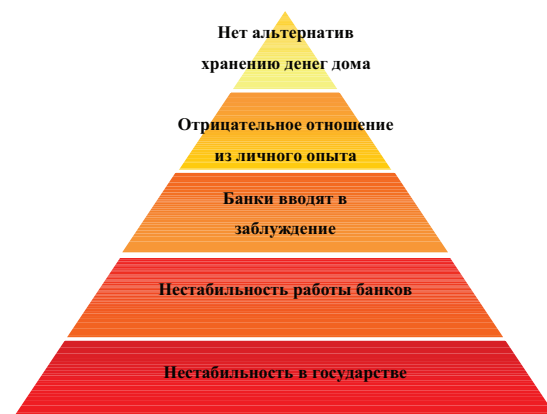 Нет альтернатив
хранению денег дома
Отрицательное отношение
из личного опыта
Банки вводят в
заблуждение
Нестабильность работы банков
Нестабильность в государстве